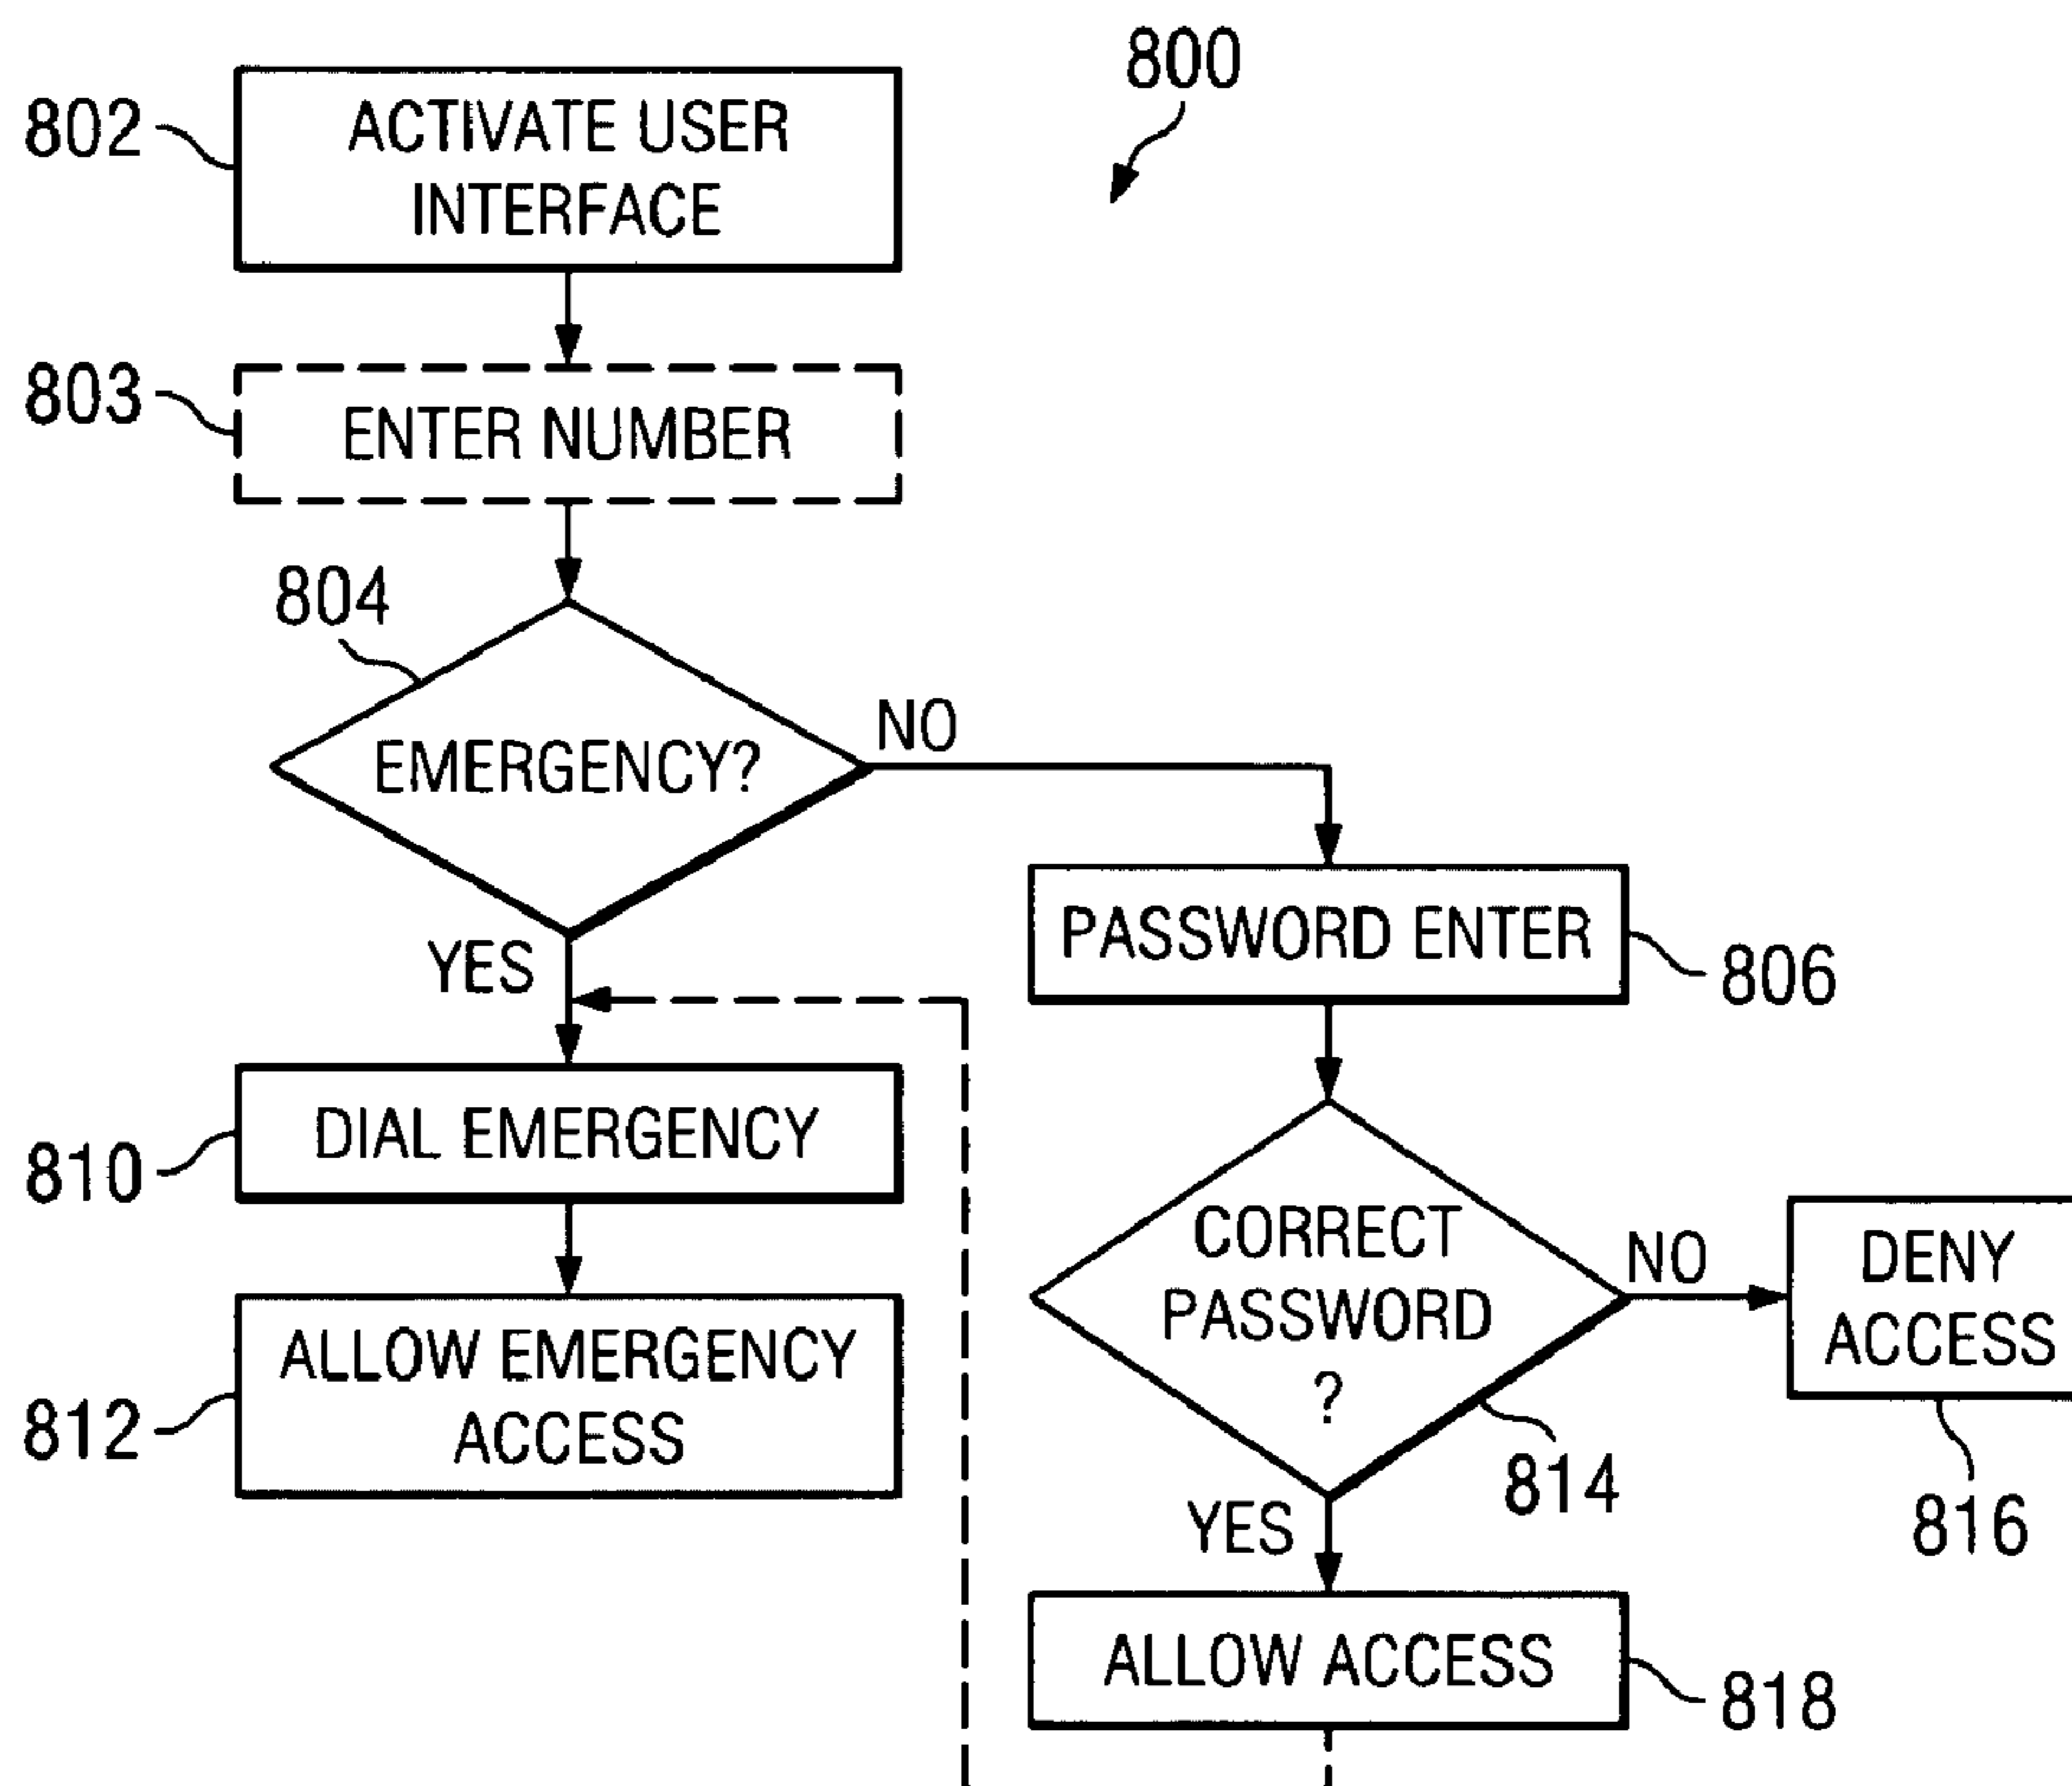 800
802
ACTIVATE USER
INTERFACE
803
ENTER NUMBER
804
EMERGENCY?
NO
YES
PASSWORD ENTER
806
810
DIAL EMERGENCY
812
ALLOW EMERGENCY
ACCESS
CORRECT
PASSWORD
?
814
NO
DENY
ACCESS
816
YES
ALLOW ACCESS
818